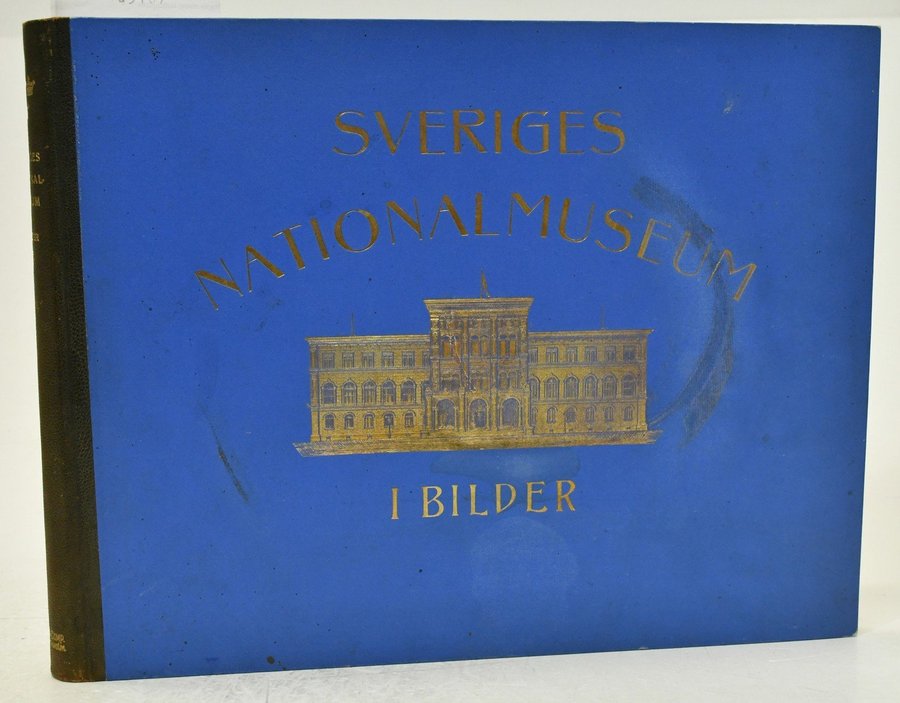 SVERIGES
NATIONALMUSEUM
I BILDER